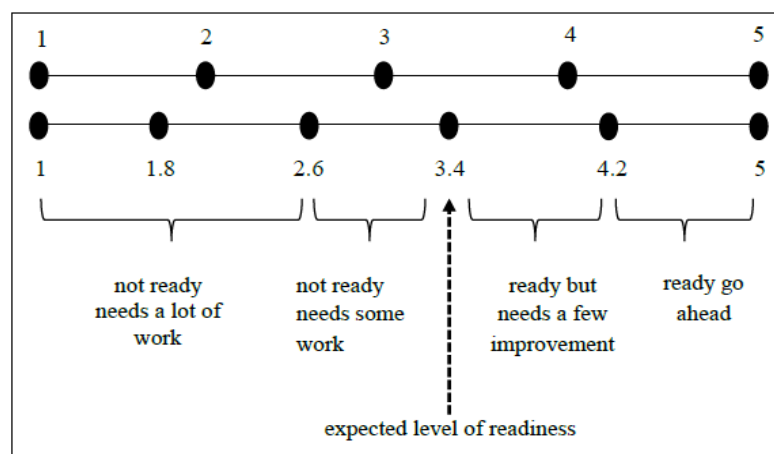 1 2 3 4 5
1 1.8 2.6 3.4 4.2 5
not ready
needs a lot of
work
not ready
needs some
work
ready but
needs a few
improvement
ready go
ahead
expected level of readiness